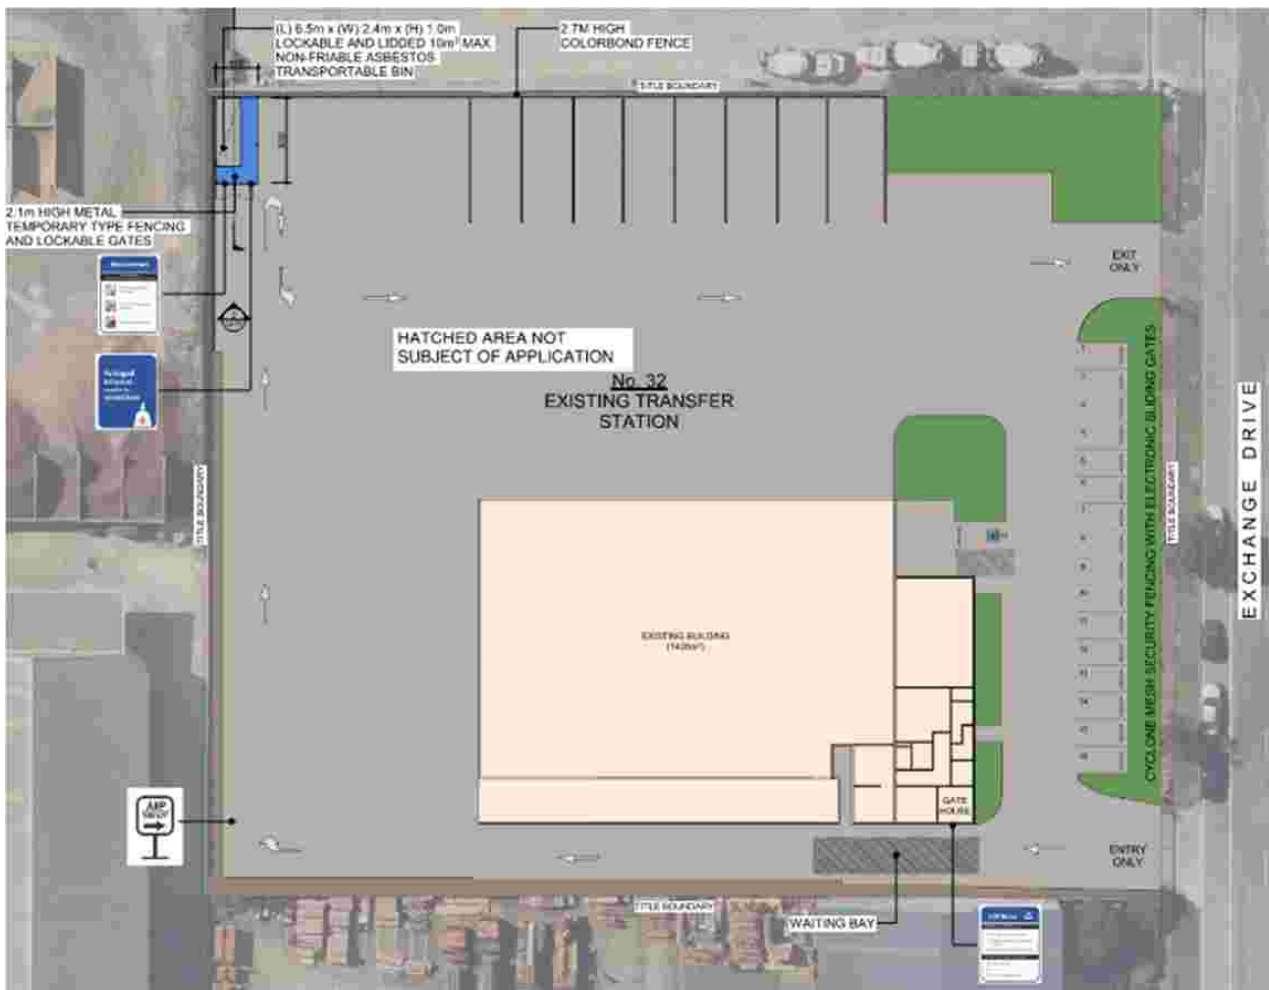 (L) 6.5m x (W) 2.4m x (H) 1.0m
LOCKABLE AND LIDDED 10m³ MAX
NON-FRIABLE ASBESTOS
TRANSPORTABLE BIN
2.7M HIGH
COLORBOND FENCE
TITLE BOUNDARY
2.1m HIGH METAL
TEMPORARY TYPE FENCING
AND LOCKABLE GATES
EXIT
ONLY
HATCHED AREA NOT
SUBJECT OF APPLICATION
No. 32
EXISTING TRANSFER
STATION
TITLE BOUNDARY
CYCLONE MESH SECURITY FENCING WITH ELECTRONIC SLIDING GATES
TITLE BOUNDARY
EXCHANGE DRIVE
EXISTING BUILDING
GATE
HOUSE
ENTRY
ONLY
TITLE BOUNDARY
WAITING BAY